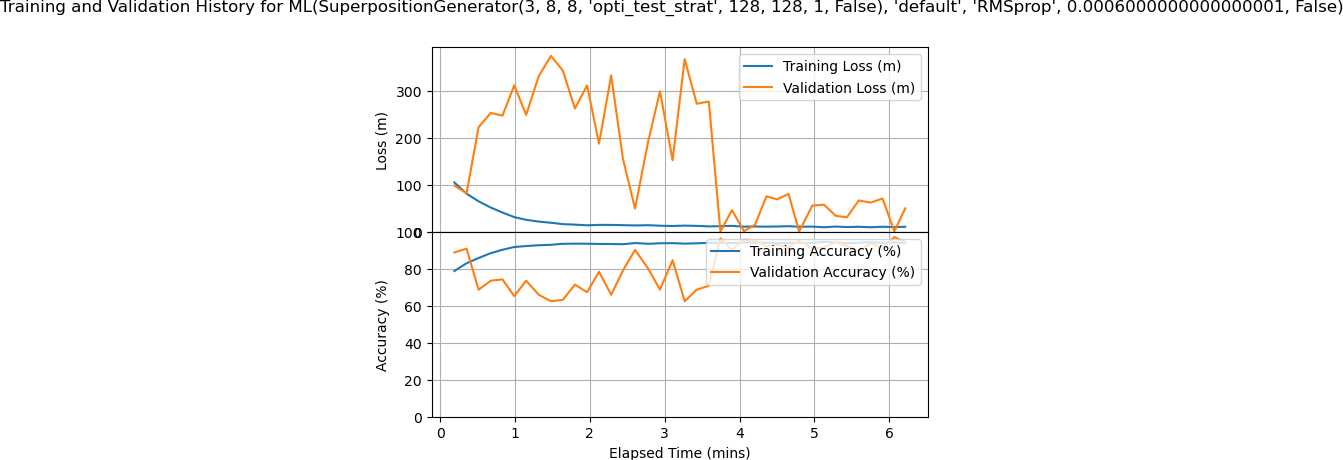 Training and Validation History for ML(SuperpositionGenerator(3, 8, 8, 'opti_test_strat', 128, 128, 1, False), 'default', 'RMSprop', 0.0006000000000000001, False)
Training Loss (m)
Validation Loss (m)
300
200
100
0
Loss (m)
100
80
60
40
20
0
Accuracy (%)
Training Accuracy (%)
Validation Accuracy (%)
0 1 2 3 4 5 6
Elapsed Time (mins)